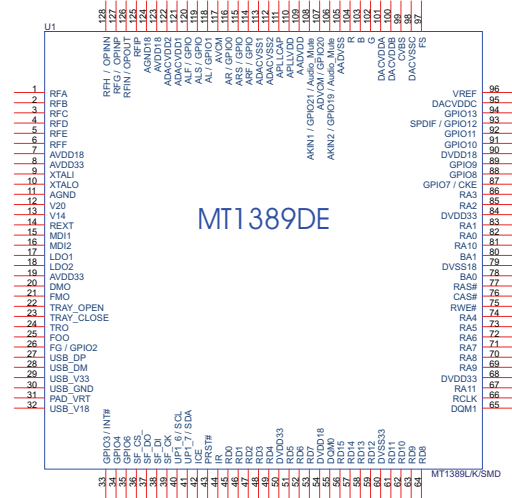 U1
128 RFH / OPINN
127 RFG / OPINP
126 RFIN / OPOUT
125 RFIP
124 AGND18
123 AVDD18
122 ADACVDD2
121 ADACVDD1
120 ALF / GPIO
119 ALS / GPIO
118 AL / GPIO1
117 AVCM
116 AR / GPIO0
115 ARS / GPIO
114 ARF / GPIO
113 ADACVSS1
112 ADACVSS2
111 APLLCAP
110 APLLVDD
109 AADVDD
108 AKIN1 / GPIO21 / Audio_Mute
107 ADVCM / GPIO20
106 AKIN2 / GPIO19 / Audio_Mute
105 AADVSS
104 R
103 B
102 G
101 DACVDDA
100 DACVDDB
99 CVBS
98 DACVSSC
97 FS
1 RFA
2 RFB
3 RFC
4 RFD
5 RFE
6 RFF
7 AVDD18
8 AVDD33
9 XTALI
10 XTALO
11 AGND
12 V20
13 V14
14 REXT
15 MDI1
16 MDI2
17 LDO1
18 LDO2
19 AVDD33
20 DMO
21 FMO
22 TRAY_OPEN
23 TRAY_CLOSE
24 TRO
25 FOO
26 FG / GPIO2
27 USB_DP
28 USB_DM
29 USB_V33
30 USB_GND
31 PAD_VRT
32 USB_V18
MT1389DE
VREF 96
DACVDDC 95
GPIO13 94
SPDIF / GPIO12 93
GPIO11 92
GPIO10 91
DVDD18 90
GPIO9 89
GPIO8 88
GPIO7 / CKE 87
RA3 86
RA2 85
DVDD33 84
RA1 83
RA0 82
RA10 81
BA1 80
DVSS18 79
BA0 78
RAS# 77
CAS# 76
RWE# 75
RA4 74
RA5 73
RA6 72
RA7 71
RA8 70
RA9 69
DVDD33 68
RA11 67
RCLK 66
DQM1 65
33 GPIO3 / INT#
34 GPIO4
35 GPIO6
36 SF_CS_
37 SF_DO
38 SF_DI
39 SF_CK
40 UP1_6 / SCL
41 UP1_7 / SDA
42 ICE
43 PRST#
44 IR
45 RD0
46 RD1
47 RD2
48 RD3
49 RD4
50 DVDD33
51 RD5
52 RD6
53 RD7
54 DVDD18
55 DQM0
56 RD15
57 RD14
58 RD13
59 RD12
60 DVSS33
61 RD11
62 RD10
63 RD9
64 RD8
MT1389L/K/SMD